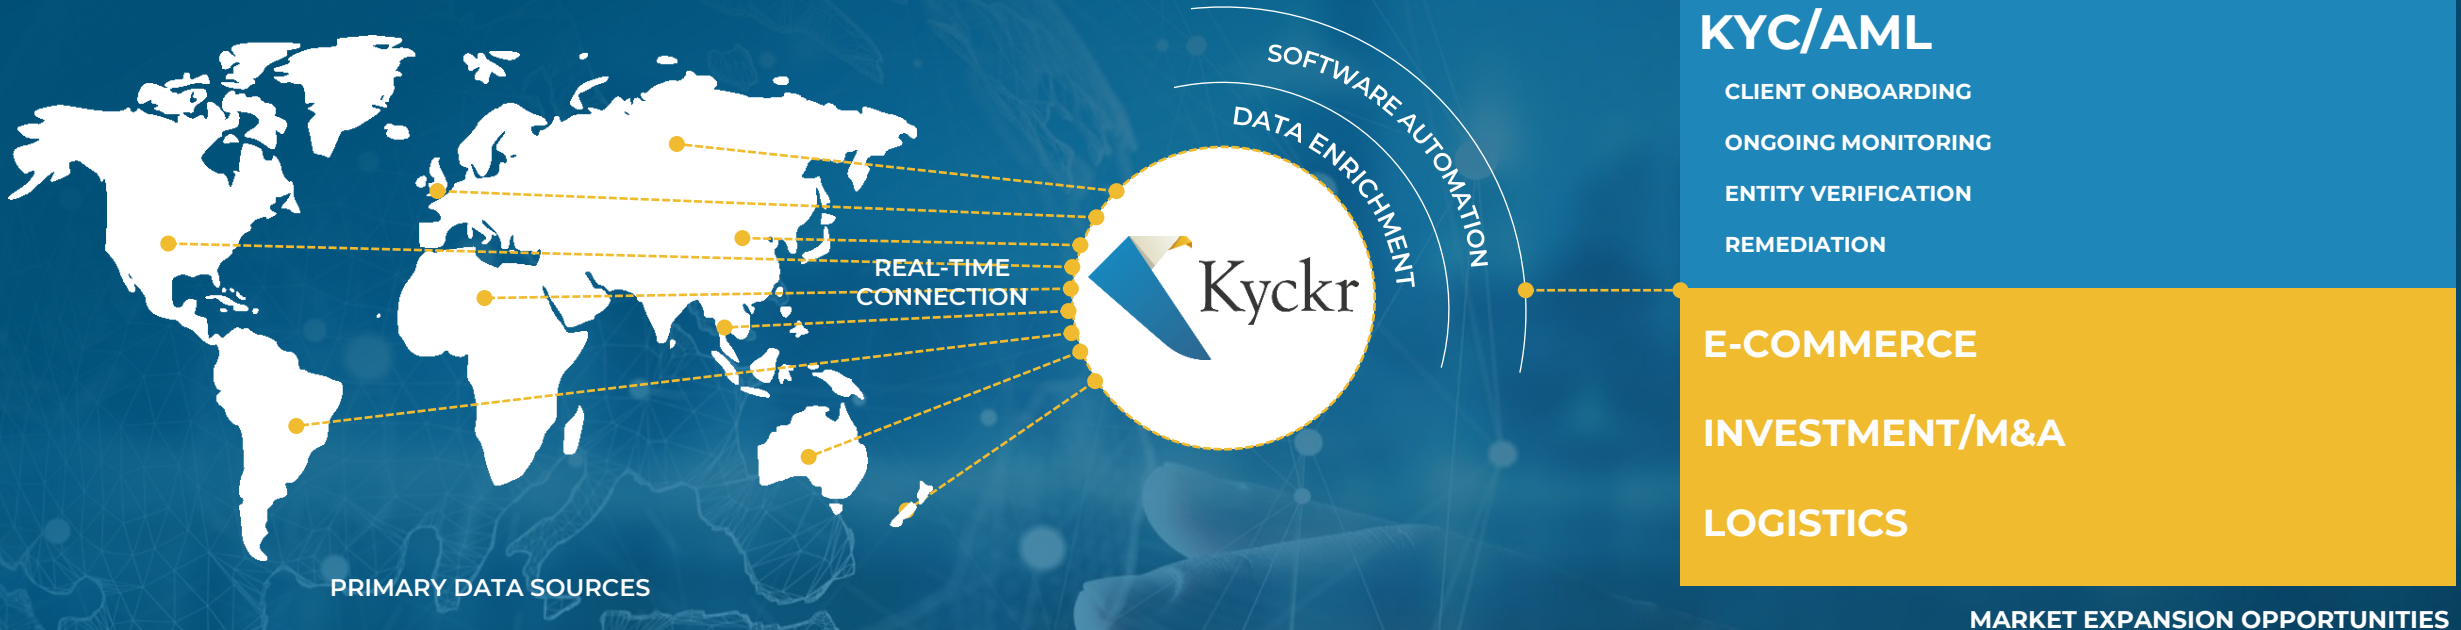 PRIMARY DATA SOURCES
REAL-TIME
CONNECTION
Kyckr
DATA ENRICHMENT
SOFTWARE AUTOMATION
KYC/AML
CLIENT ONBOARDING
ONGOING MONITORING
ENTITY VERIFICATION
REMEDIATION
E-COMMERCE
INVESTMENT/M&A
LOGISTICS
MARKET EXPANSION OPPORTUNITIES